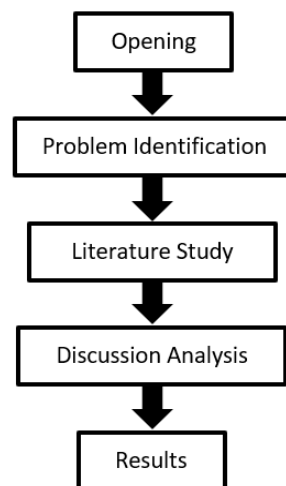 Opening
Problem Identification
Literature Study
Discussion Analysis
Results